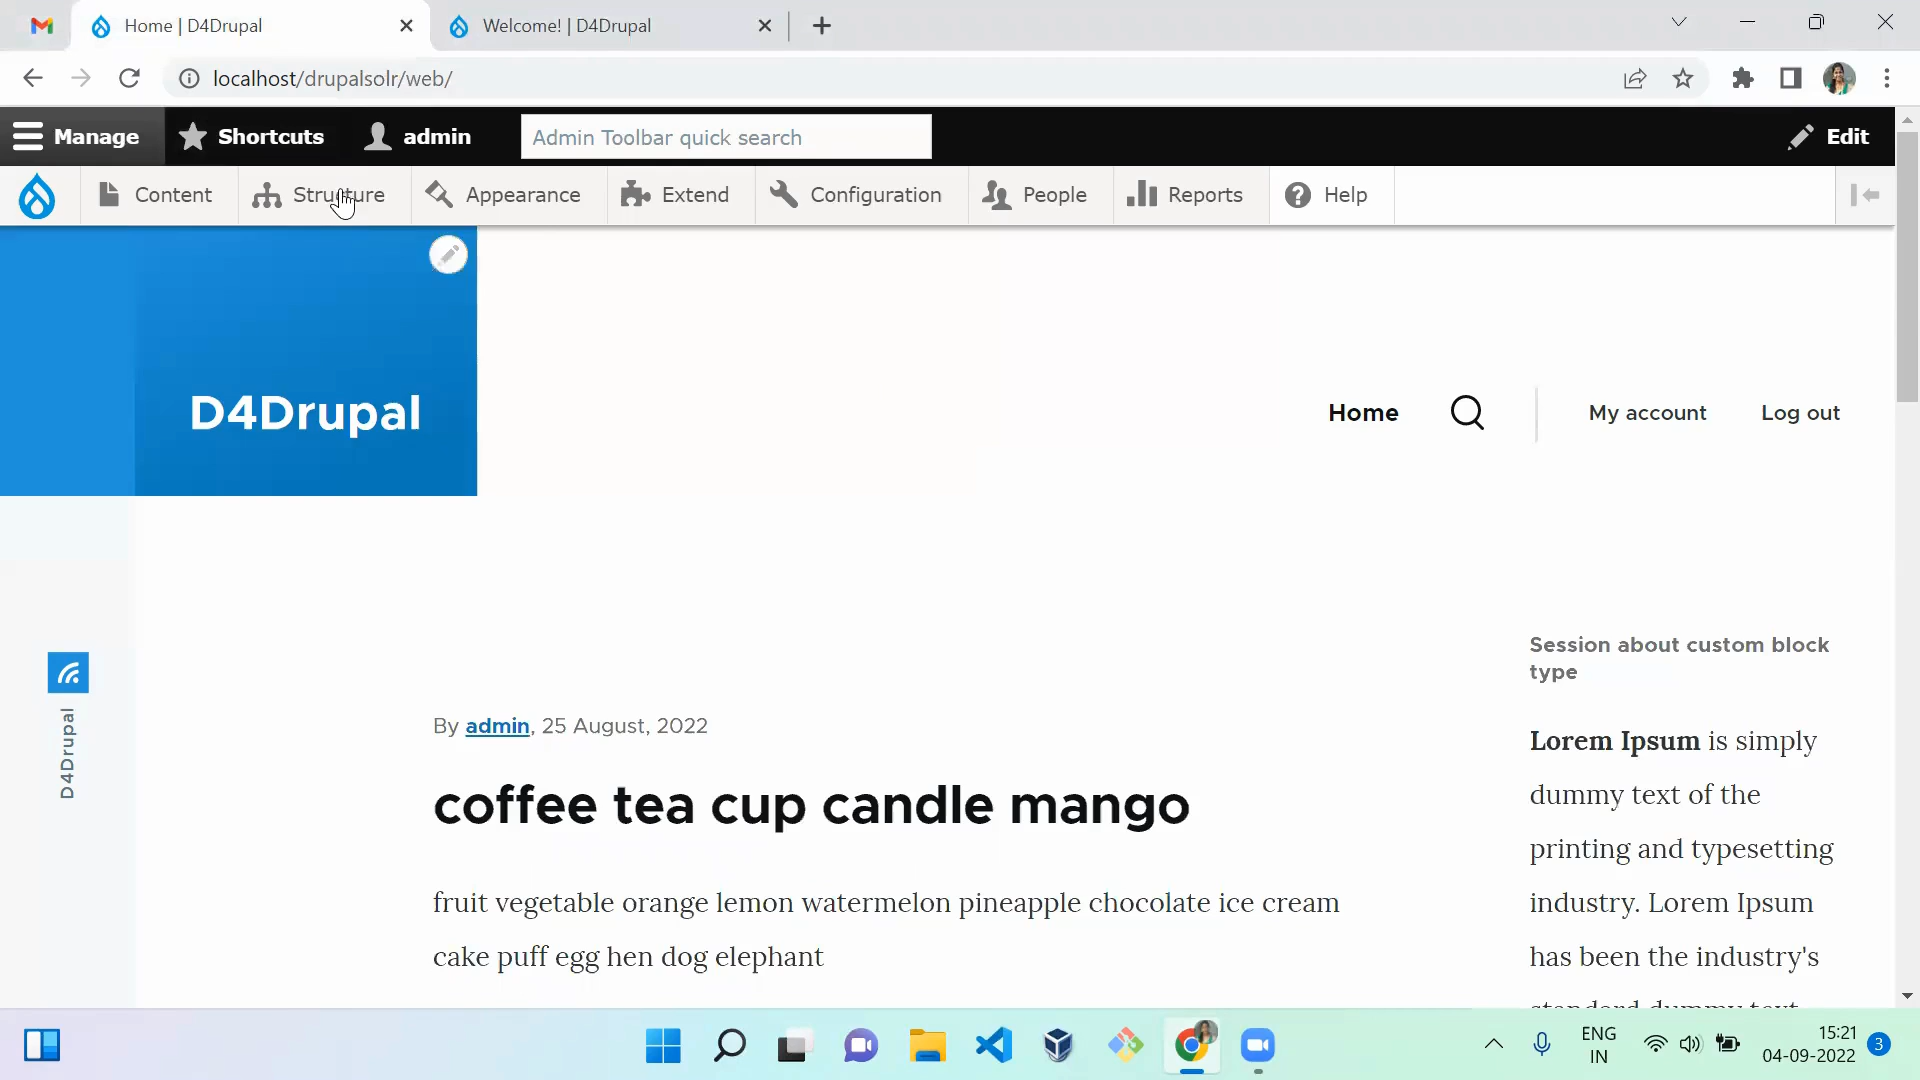 Home | D4Drupal
Welcome! | D4Drupal
localhost/drupalsolr/web/
Manage
Shortcuts
admin
Admin Toolbar quick search
Edit
Content
Structure
Appearance
Extend
Configuration
People
Reports
Help
D4Drupal
Home
My account
Log out
D4Drupal
By admin, 25 August, 2022
coffee tea cup candle mango
fruit vegetable orange lemon watermelon pineapple chocolate ice cream
cake puff egg hen dog elephant
Session about custom block
type
Lorem Ipsum is simply
dummy text of the
printing and typesetting
industry. Lorem Ipsum
has been the industry's
standard dummy text
ENG
IN
15:21
04-09-2022
3